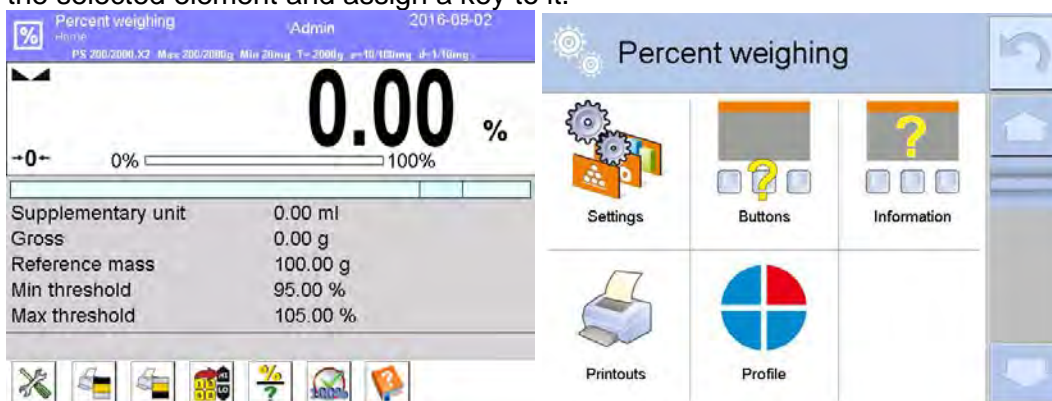 the selected element and assign a key to it.
Percent weighing
Admin
2016-09-02
Home
PS 200/2000.X2 Max 200/2000g Min 20mg T=-2000g e=10/100mg d=1/10mg
0.00 %
→0← 0% 100%
Supplementary unit 0.00 ml
Gross 0.00 g
Reference mass 100.00 g
Min threshold 95.00 %
Max threshold 105.00 %
HI
LO
%
?
100%
Percent weighing
?
?
Settings
Buttons
Information
Printouts
Profile